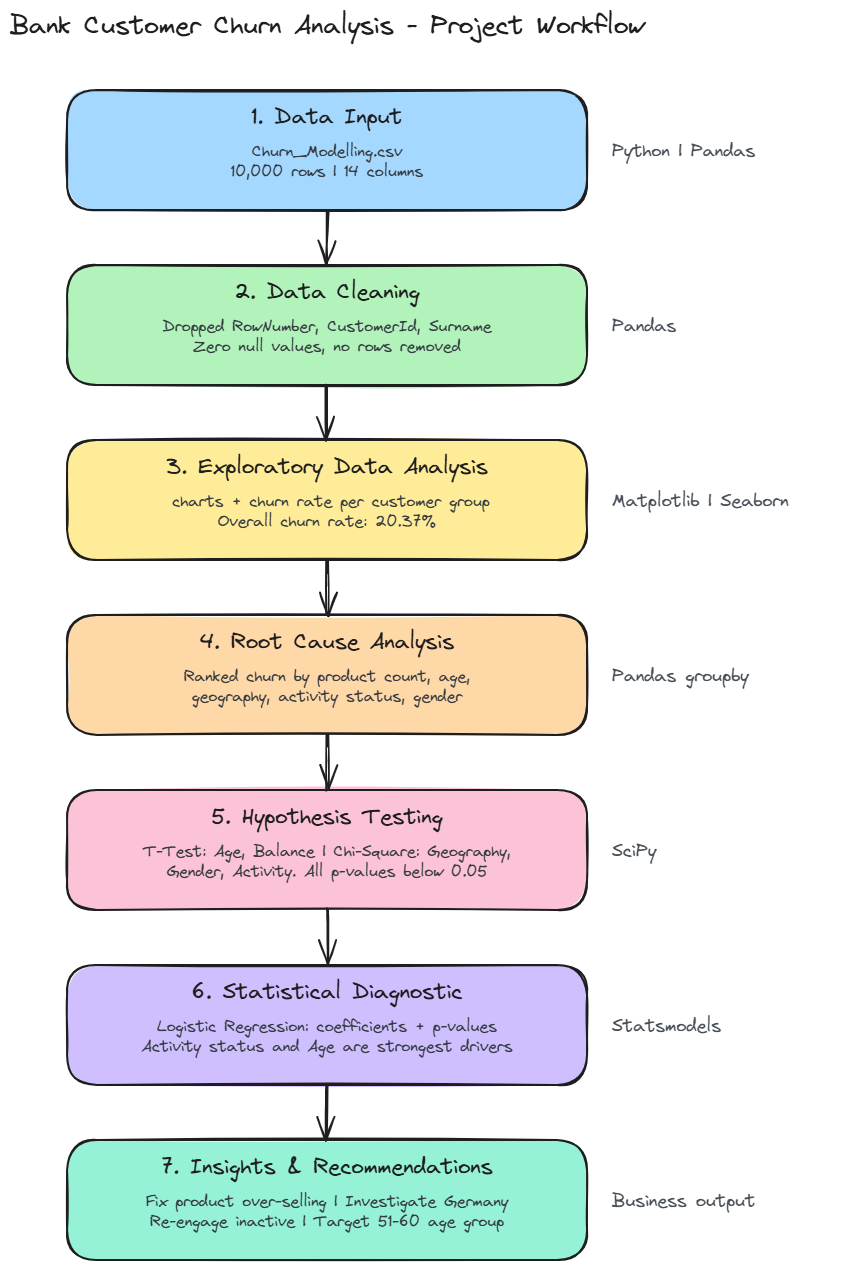 Bank Customer Churn Analysis - Project Workflow
1. Data Input
Churn_Modelling.csv
10,000 rows | 14 columns
Python | Pandas
2. Data Cleaning
Dropped RowNumber, CustomerId, Surname
Zero null values, no rows removed
Pandas
3. Exploratory Data Analysis
charts + churn rate per customer group
Overall churn rate: 20.37%
Matplotlib | Seaborn
4. Root Cause Analysis
Ranked churn by product count, age,
geography, activity status, gender
Pandas groupby
5. Hypothesis Testing
T-Test: Age, Balance | Chi-Square: Geography,
Gender, Activity. All p-values below 0.05
SciPy
6. Statistical Diagnostic
Logistic Regression: coefficients + p-values
Activity status and Age are strongest drivers
Statsmodels
7. Insights & Recommendations
Fix product over-selling | Investigate Germany
Re-engage inactive | Target 51-60 age group
Business output